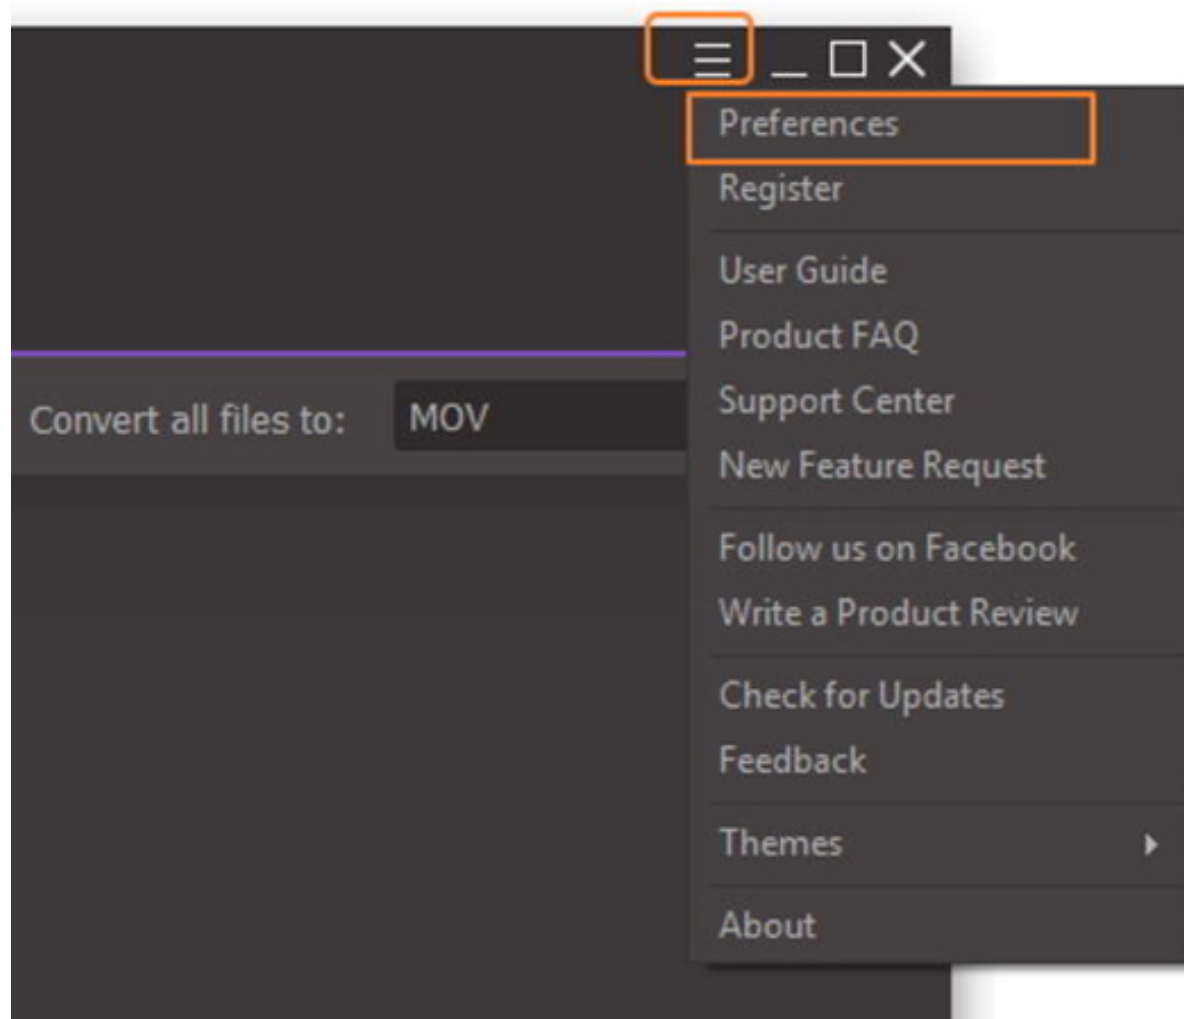 Preferences
Register
User Guide
Product FAQ
Convert all files to: MOV
Support Center
New Feature Request
Follow us on Facebook
Write a Product Review
Check for Updates
Feedback
Themes
About